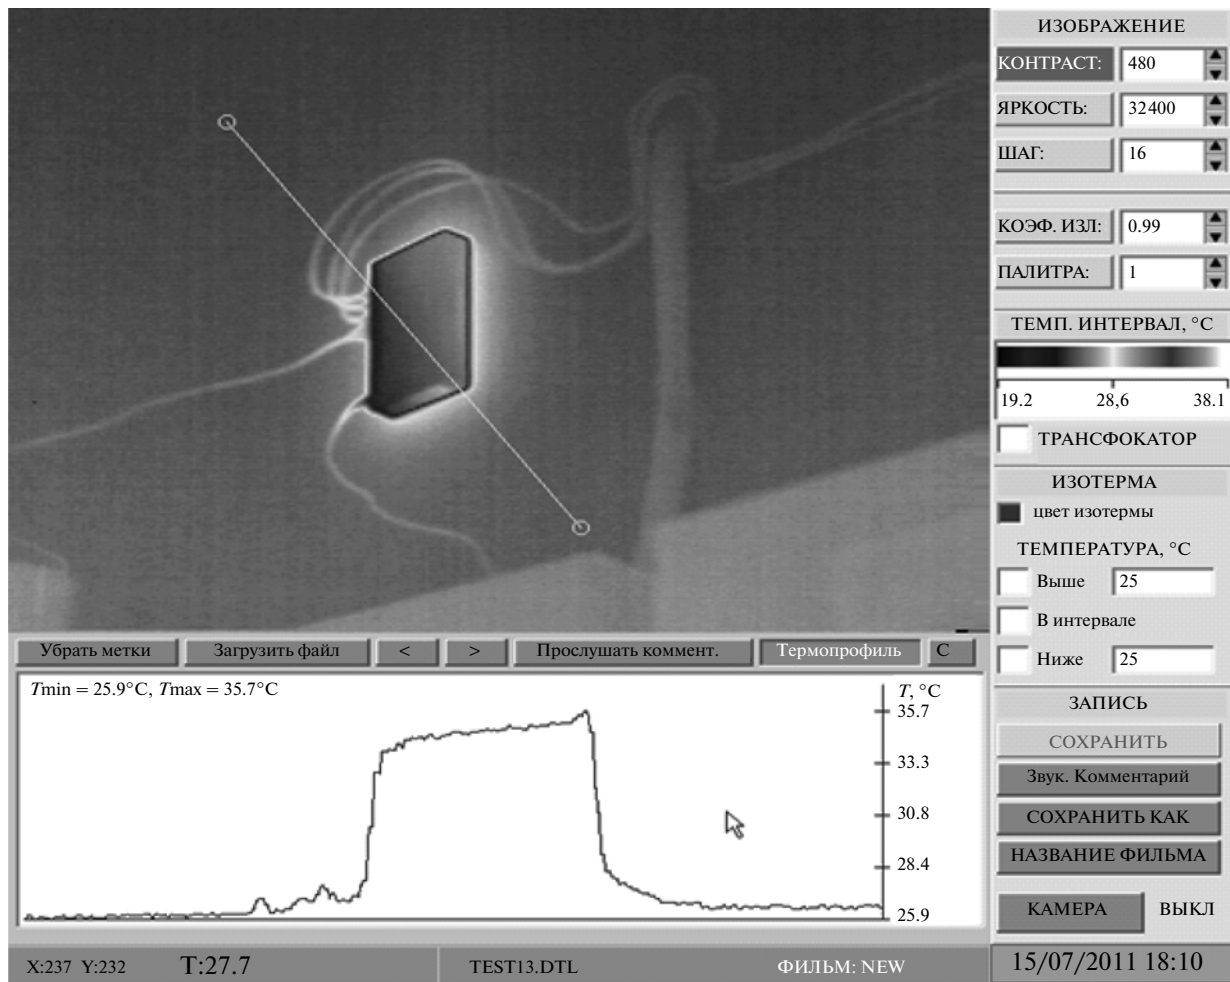 ИЗОБРАЖЕНИЕ
КОНТРАСТ: 480
ЯРКОСТЬ: 32400
ШАГ: 16
КОЭФ. ИЗЛ: 0.99
ПАЛИТРА: 1
ТЕМП. ИНТЕРВАЛ, °C
19.2 28,6 38.1
ТРАНСФОКАТОР
ИЗОТЕРМА
цвет изотермы
ТЕМПЕРАТУРА, °C
Выше 25
В интервале
Ниже 25
ЗАПИСЬ
СОХРАНИТЬ
Звук. Комментарий
СОХРАНИТЬ КАК
НАЗВАНИЕ ФИЛЬМА
КАМЕРА ВЫКЛ
Убрать метки Загрузить файл < > Прослушать коммент. Термопрофиль С
Tmin = 25.9°C, Tmax = 35.7°C
T, °C
35.7
33.3
30.8
28.4
25.9
X:237 Y:232 T:27.7 TEST13.DTL ФИЛЬМ: NEW 15/07/2011 18:10